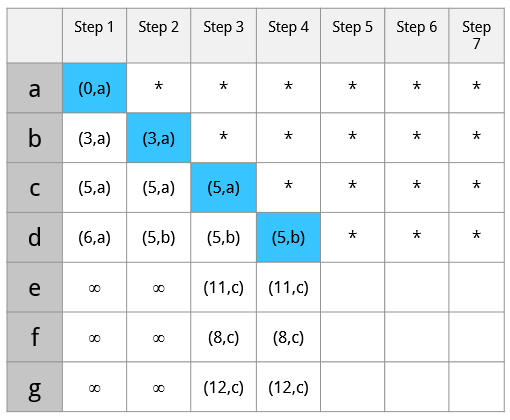 Step 1 Step 2 Step 3 Step 4 Step 5 Step 6 Step 7
a (0,a) * * * * * *
b (3,a) (3,a) * * * * *
c (5,a) (5,a) (5,a) * * * *
d (6,a) (5,b) (5,b) (5,b) * * *
e ∞ ∞ (11,c) (11,c)
f ∞ ∞ (8,c) (8,c)
g ∞ ∞ (12,c) (12,c)